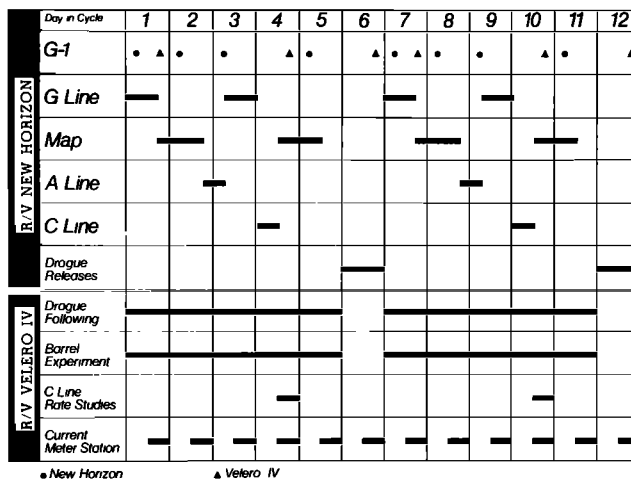 Day in Cycle 1 2 3 4 5 6 7 8 9 10 11 12
G-1
G Line
Map
A Line
C Line
Drogue
Releases
R/V NEW HORIZON
Drogue
Following
Barrel
Experiment
C Line
Rate Studies
Current
Meter Station
R/V VELERO IV
New Horizon
Velero IV